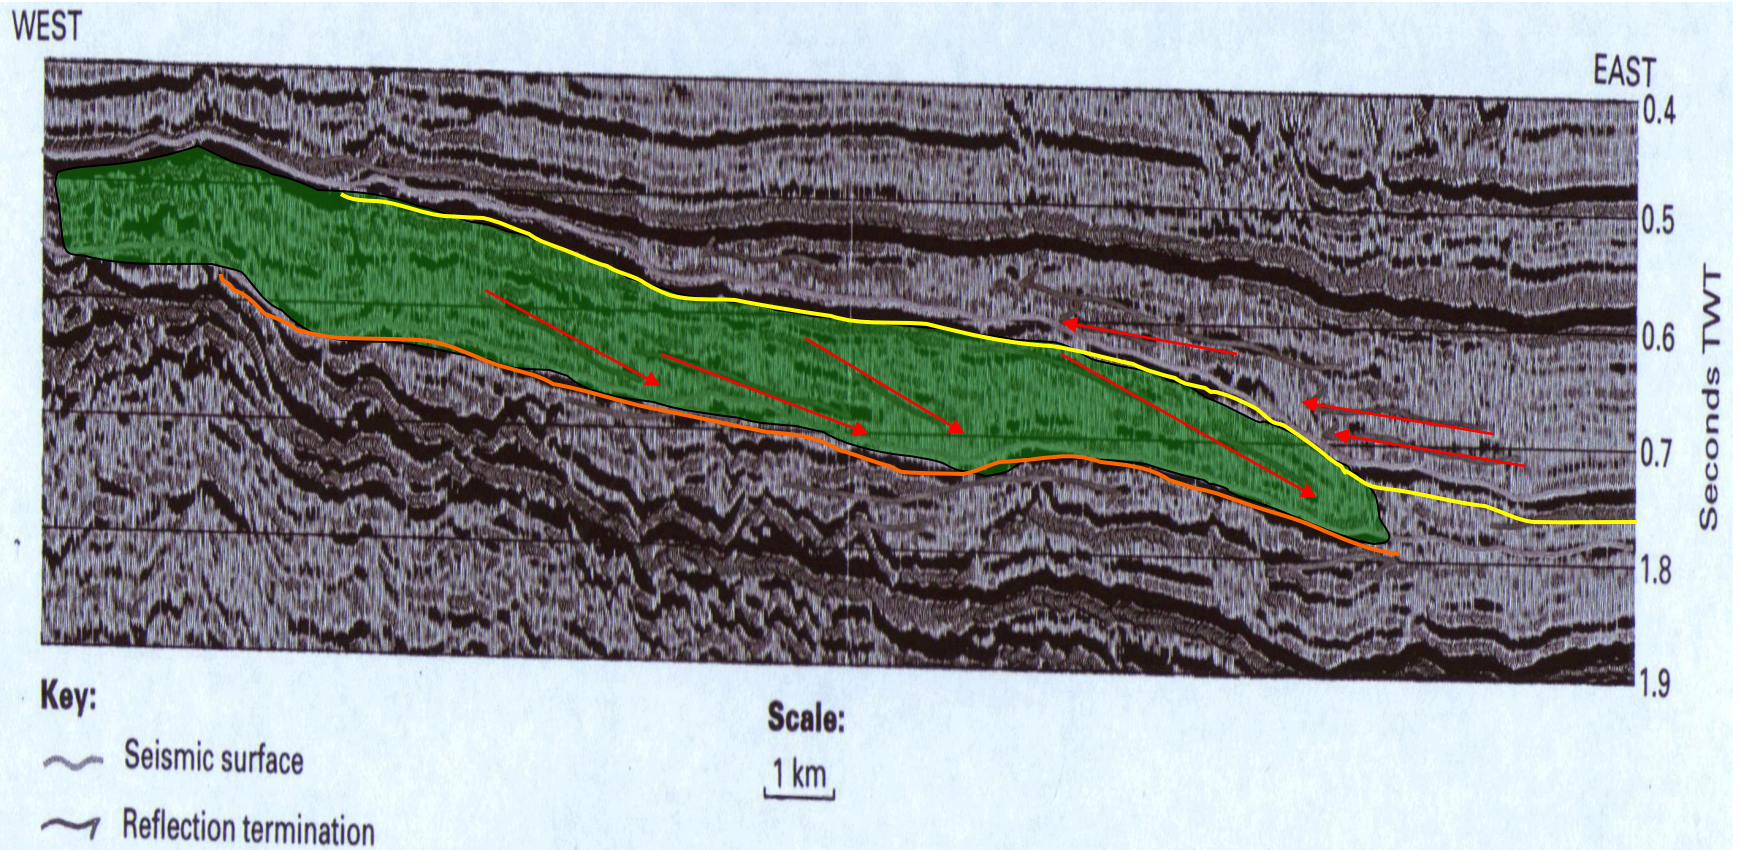 WEST
EAST
0.4
0.5
0.6
0.7
1.8
1.9
Seconds TWT
Key:
Seismic surface
Reflection termination
Scale:
1 km